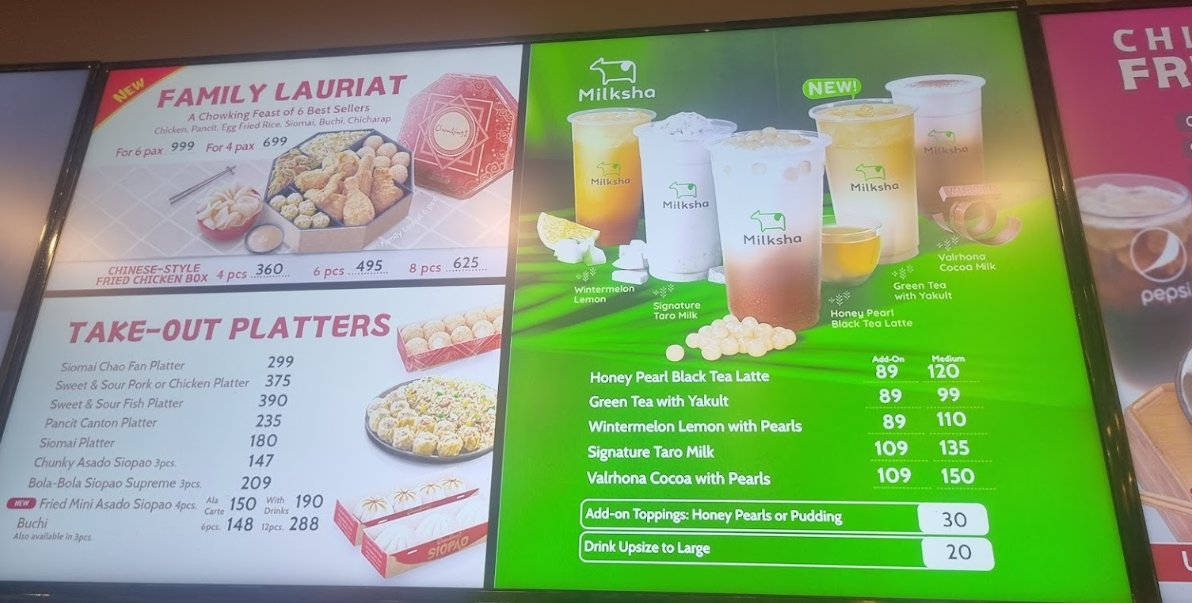 NEW
FAMILY LAURIAT
A Chowking Feast of 6 Best Sellers
Chicken, Pancit, Egg Fried Rice, Siomai, Buchi, Chicharap
For 6 pax 999 For 4 pax 699
CHINESE-STYLE
FRIED CHICKEN BOX 4 pcs 360 6 pcs 495 8 pcs 625
TAKE-OUT PLATTERS
Siomai Chao Fan Platter 299
Sweet & Sour Pork or Chicken Platter 375
Sweet & Sour Fish Platter 390
Pancit Canton Platter 235
Siomai Platter 180
Chunky Asado Siopao 3pcs. 147
Bola-Bola Siopao Supreme 3pcs. 209
NEW Fried Mini Asado Siopao 4pcs. Ala Carte 150 With Drinks 190
Buchi 6pcs. 148 12pcs. 288
Also available in 3pcs.
SIOPAO
Milksha
NEW!
Milksha
Milksha
Milksha
Milksha
Milksha
Wintermelon
Lemon
Signature
Taro Milk
Honey Pearl
Black Tea Latte
Green Tea
with Yakult
Valrhona
Cocoa Milk
Add-On Medium
Honey Pearl Black Tea Latte 89 120
Green Tea with Yakult 89 99
Wintermelon Lemon with Pearls 89 110
Signature Taro Milk 109 135
Valrhona Cocoa with Pearls 109 150
Add-on Toppings: Honey Pearls or Pudding 30
Drink Upsize to Large 20
CHI
FR
pepsi